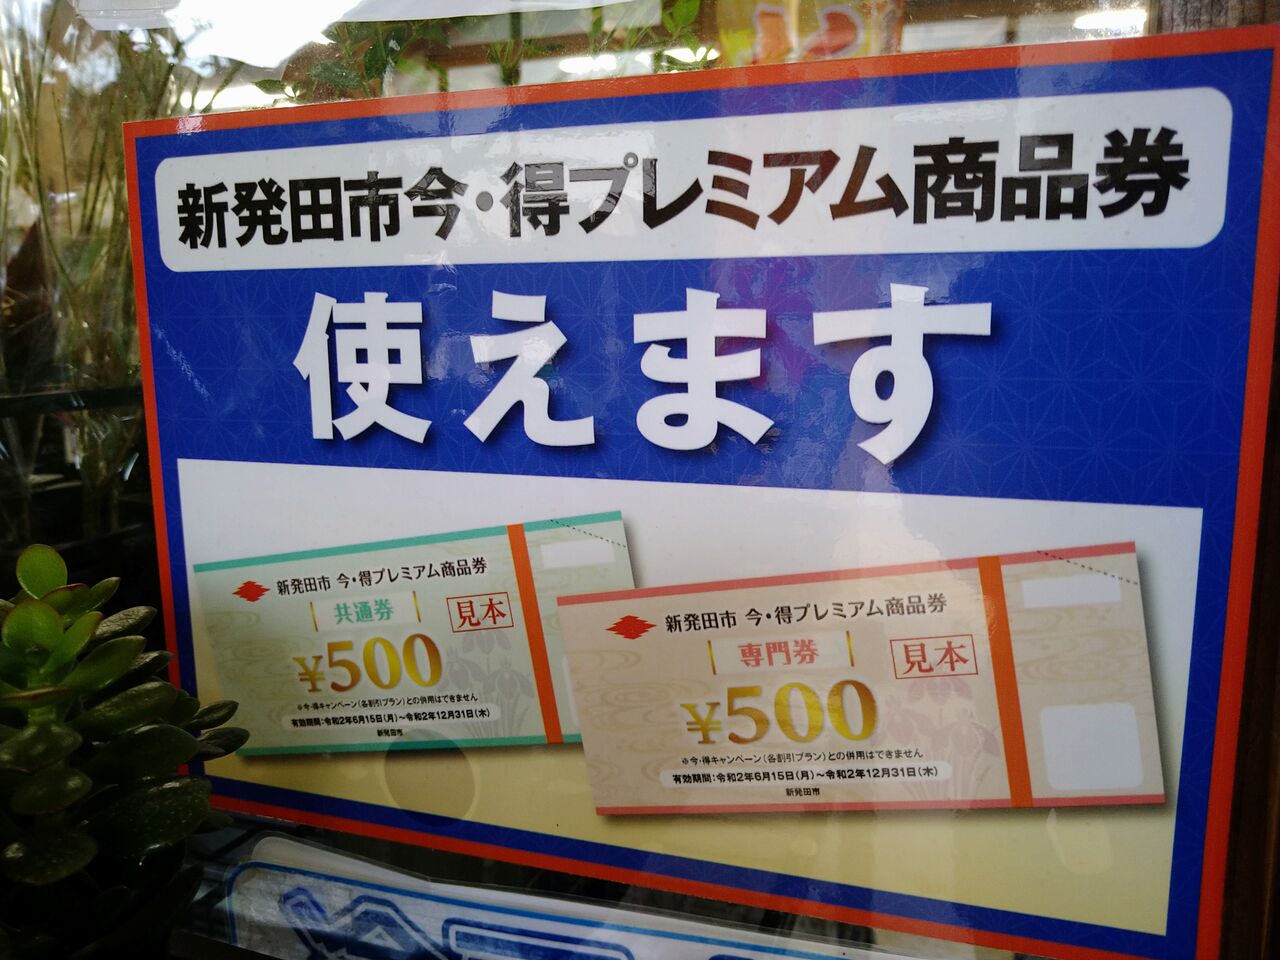 新発田市今・得プレミアム商品券
使えます
新発田市 今・得プレミアム商品券
共通券
見本
¥500
※今・得キャンペーン(各割引プラン)との併用はできません
有効期間:令和2年6月15日(月)~令和2年12月31日(木)
新発田市
新発田市 今・得プレミアム商品券
専門券
見本
¥500
※今・得キャンペーン(各割引プラン)との併用はできません
有効期間:令和2年6月15日(月)~令和2年12月31日(木)
新発田市